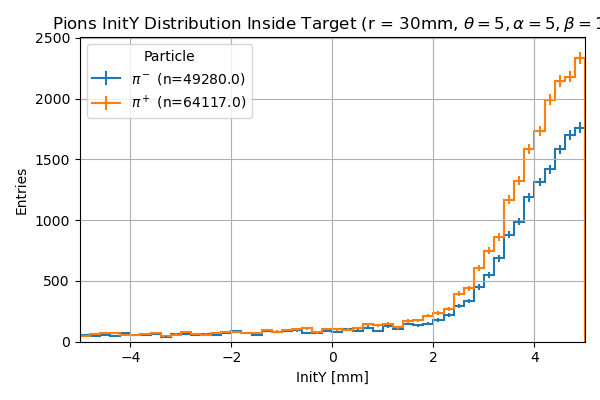 Pions InitY Distribution Inside Target (r = 30mm, θ = 5, α = 5, β = 1
Particle
π⁻ (n=49280.0)
π⁺ (n=64117.0)
Entries
2500
2000
1500
1000
500
0
−4 −2 0 2 4
InitY [mm]